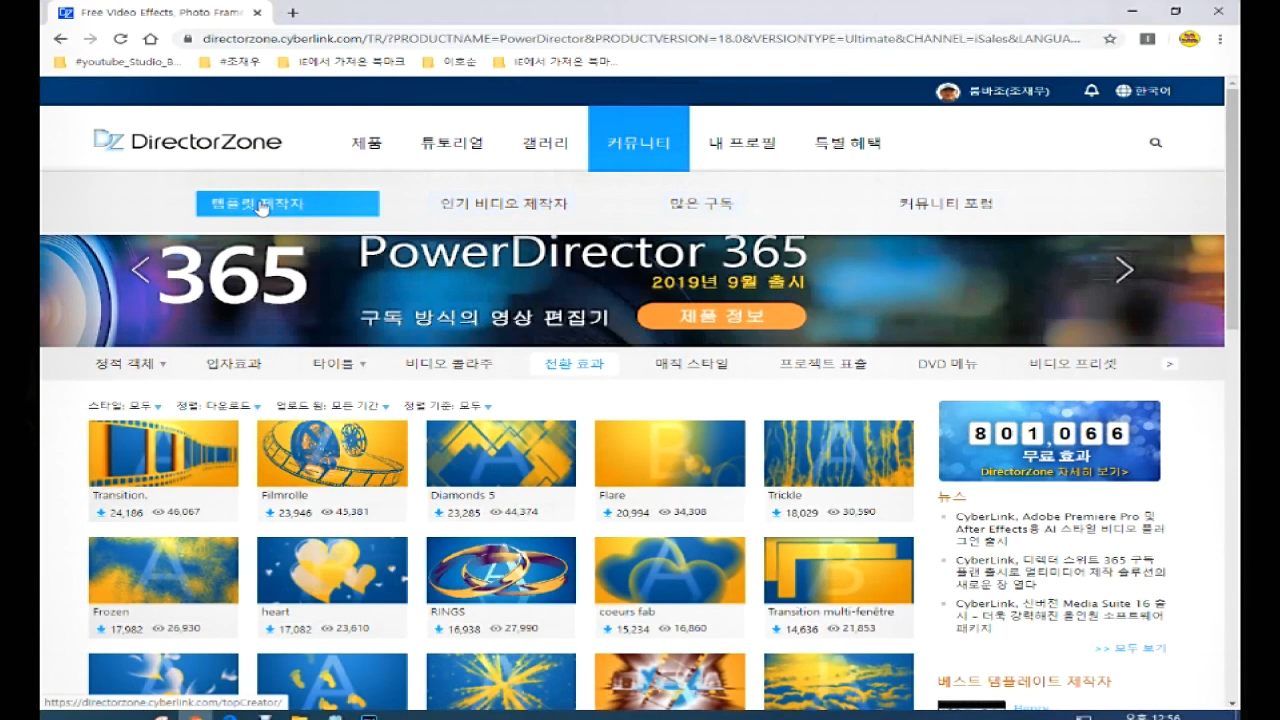 Free Video Effects, Photo Fram
directorzone.cyberlink.com/TR/?PRODUCTNAME=PowerDirector&PRODUCTVERSION=18.0&VERSIONTYPE=Ultimate&CHANNEL=iSales&LANGUA...
#youtube_Studio_B... #조재우 IE에서 가져온 북마크 이호순 IE에서 가져온 북마...
룸바조(조재우) 한국어
DZ DirectorZone 제품 튜토리얼 갤러리 커뮤니티 내 프로필 특별 혜택
템플릿 제작자 인기 비디오 제작자 많은 구독 커뮤니티 포럼
365 PowerDirector 365
2019년 9월 출시
구독 방식의 영상 편집기 제품 정보
정적 객체 입자효과 타이틀 비디오 콜라주 전환 효과 매직 스타일 프로젝트 표출 DVD 메뉴 비디오 프리셋 >
스타일: 모두 정렬: 다운로드 업로드 됨: 모든 기간 정렬 기준: 모두
Transition. Filmrolle Diamonds 5 Flare Trickle
24,186 46,067 23,946 45,381 23,285 44,374 20,994 34,308 18,029 30,590
Frozen heart RINGS coeurs fab Transition multi-fenêtre
17,982 26,930 17,082 23,610 16,938 27,990 15,234 16,860 14,636 21,853
801,066
무료 효과
DirectorZone 자세히 보기>
뉴스
CyberLink, Adobe Premiere Pro 및
After Effects용 AI 스타일 비디오 플러
그인 출시
CyberLink, 디렉터 스위트 365 구독
플랜 출시로 멀티미디어 제작 솔루션의
새로운 장 열다
CyberLink, 신버전 Media Suite 16 출
시 - 더욱 강력해진 올인원 소프트웨어
패키지
>> 모두 보기
베스트 템플레이트 제작자
https://directorzone.cyberlink.com/topCreator/
오후 12:56